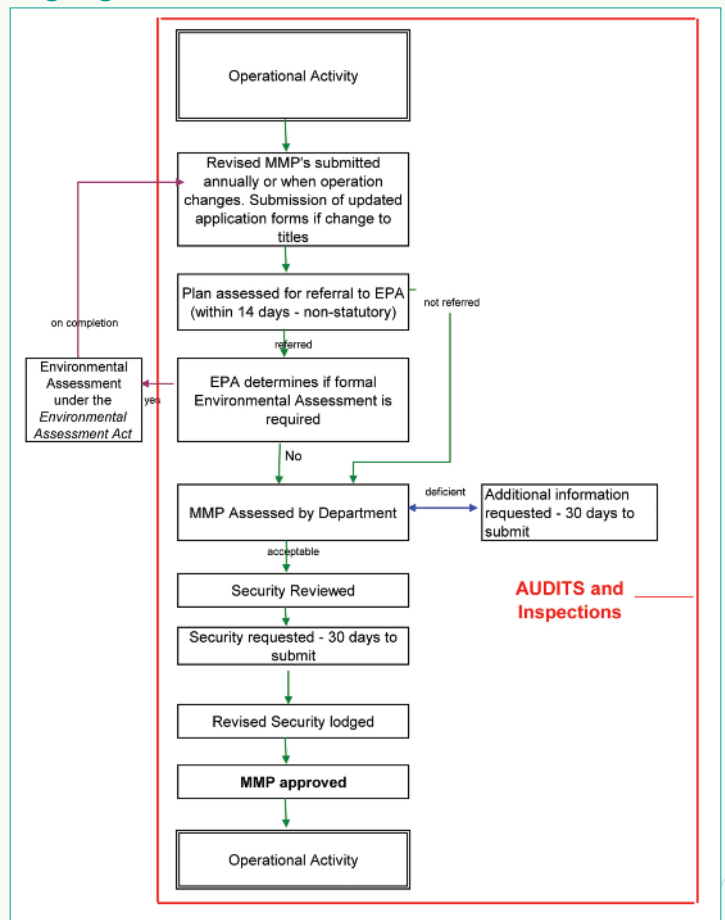 Operational Activity
Revised MMP's submitted
annually or when operation
changes. Submission of updated
application forms if change to
titles
Plan assessed for referral to EPA
(within 14 days - non-statutory)
not referred
on completion
referred
Environmental
Assessment
under the
Environmental
Assessment Act
yes
EPA determines if formal
Environmental Assessment is
required
No
MMP Assessed by Department
deficient
Additional information
requested - 30 days to
submit
acceptable
Security Reviewed
AUDITS and
Inspections
Security requested - 30 days to
submit
Revised Security lodged
MMP approved
Operational Activity